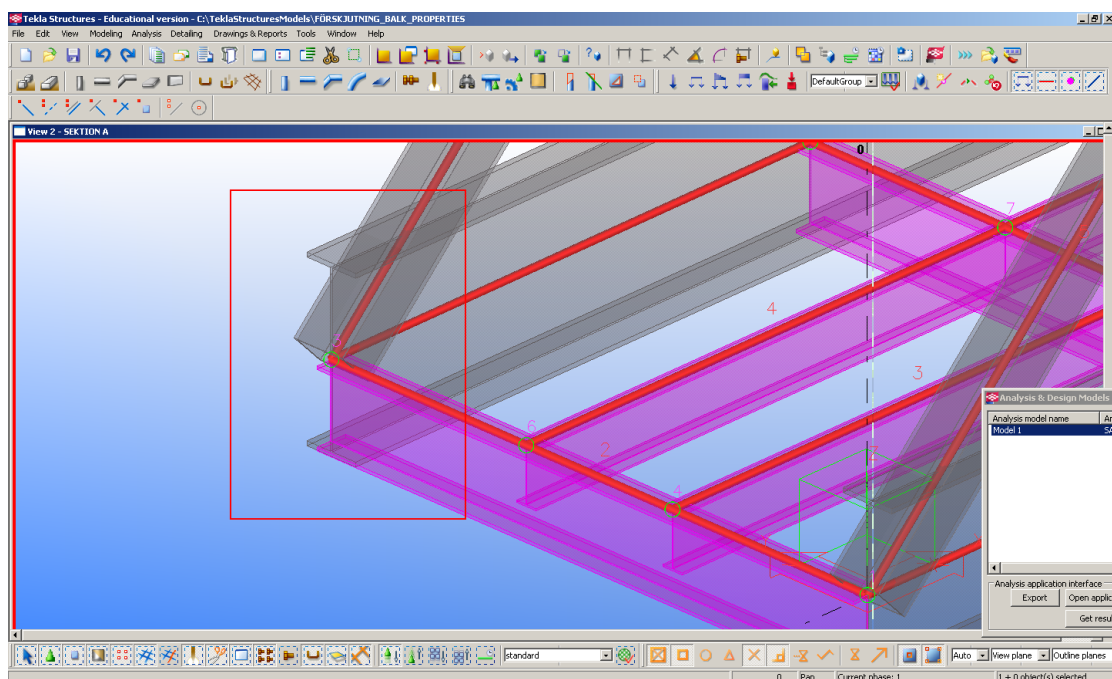 Tekla Structures - Educational version - C:\TeklaStructuresModels\FÖRSKJUTNING_BALK_PROPERTIES
File Edit View Modeling Analysis Detailing Drawings & Reports Tools Window Help
DefaultGroup
View 2 - SEKTION A
0
7
5
4
3
6
2
4
Z
Analysis & Design Models
Analysis model name An
Model 1 SA
Analysis application interface
Export Open applic
Get resul
standard
Auto View plane Outline planes
0 Pan Current phase: 1 1 + 0 object(s) selected